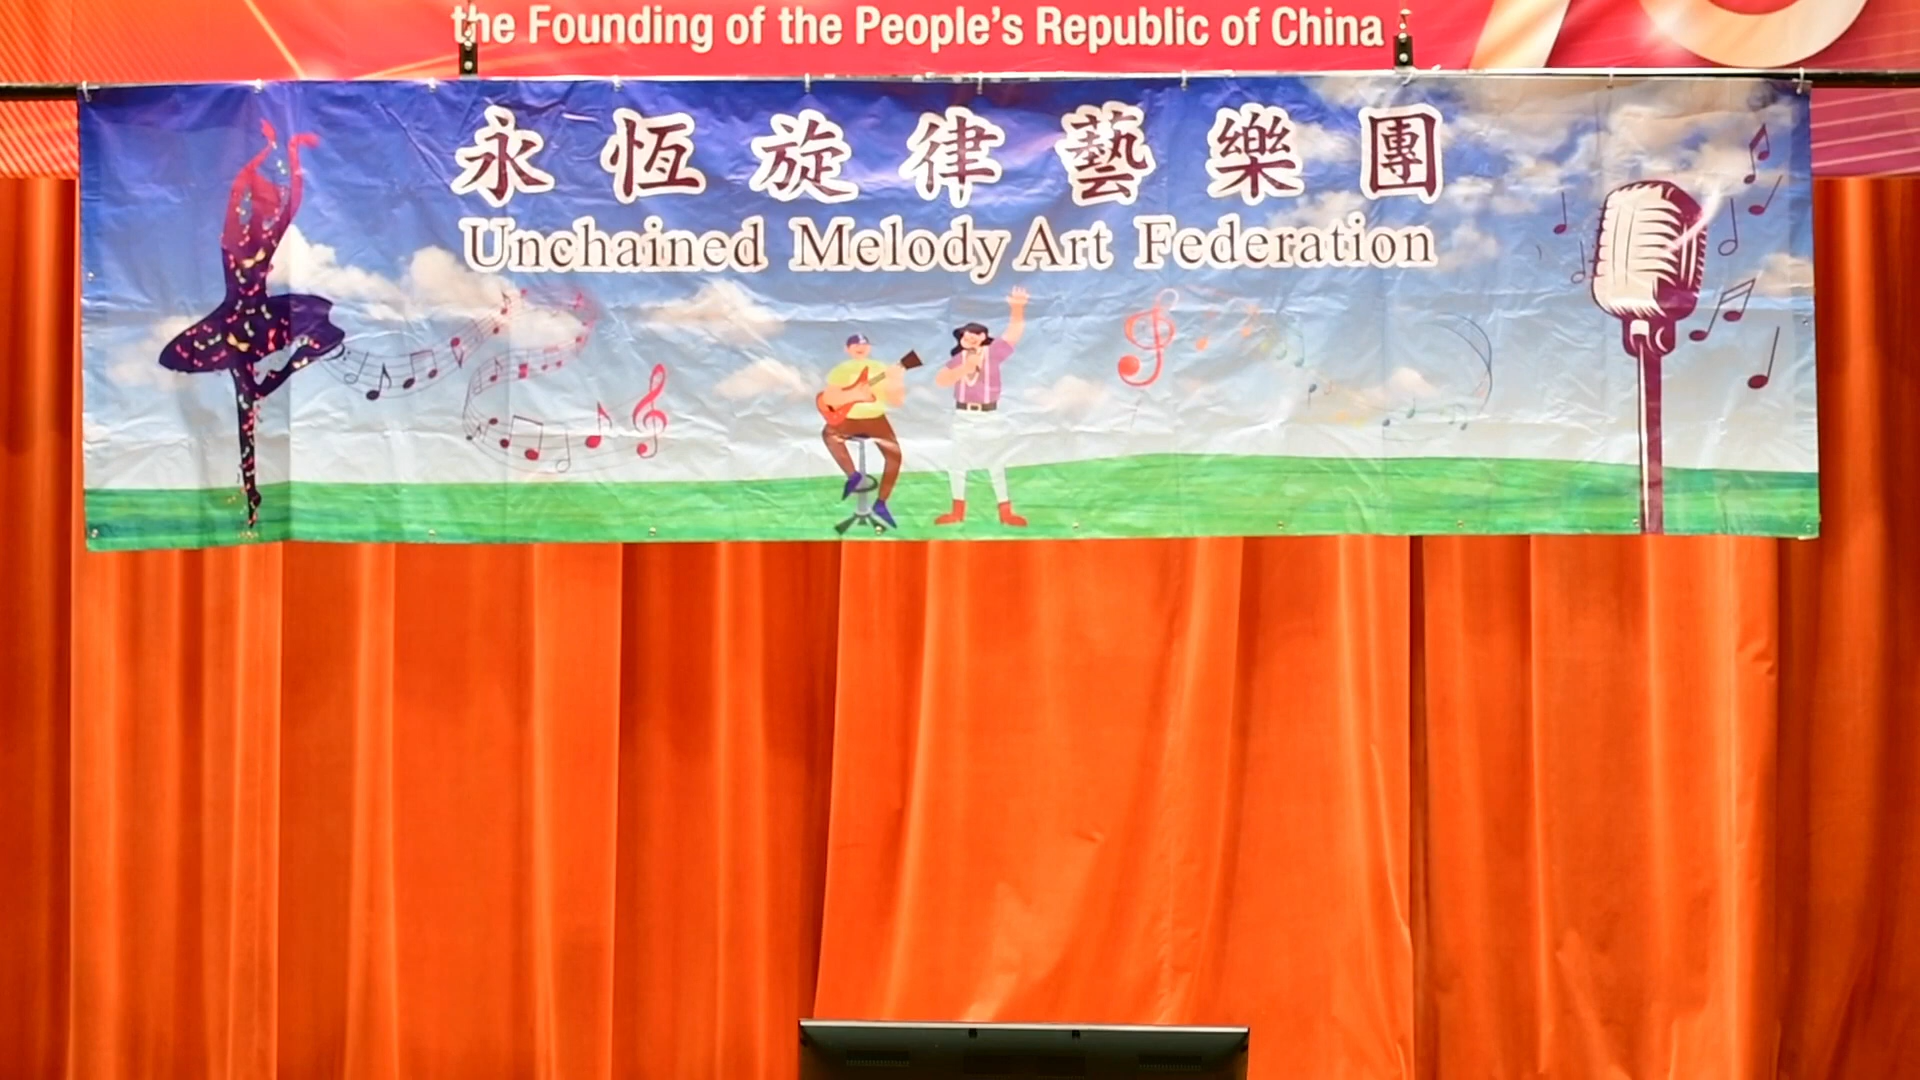 the Founding of the People's Republic of China
永恆旋律藝樂團
Unchained Melody Art Federation